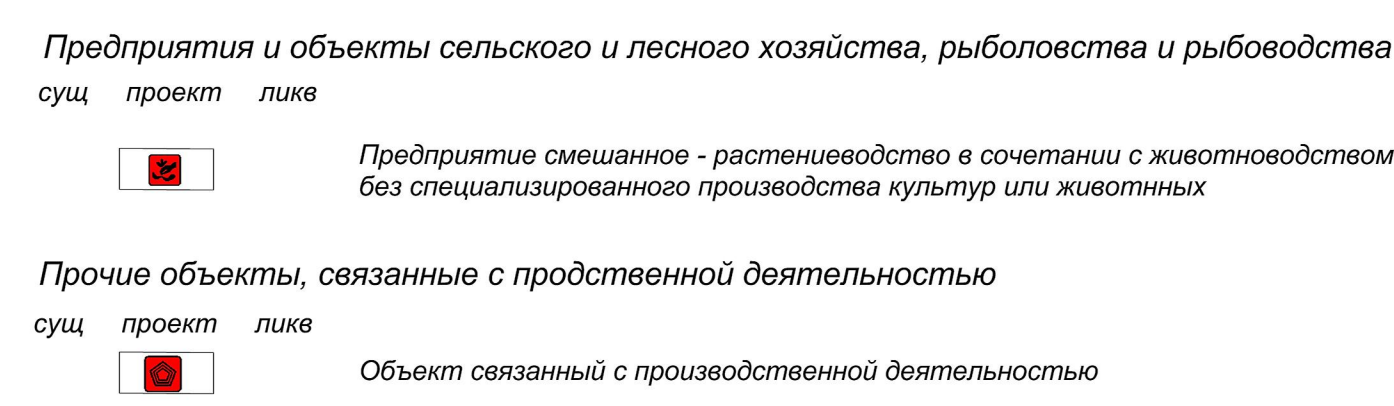 Предприятия и объекты сельского и лесного хозяйства, рыболовства и рыбоводства
сущ проект ликв
Предприятие смешанное - растениеводство в сочетании с животноводством
без специализированного производства культур или животнных
Прочие объекты, связанные с продственной деятельностью
сущ проект ликв
Объект связанный с производственной деятельностью